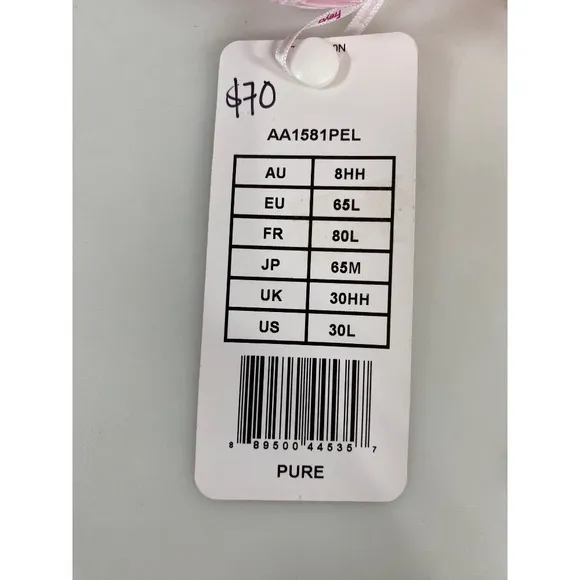 freya
$70
AA1581PEL
AU 8HH
EU 65L
FR 80L
JP 65M
UK 30HH
US 30L
8 89500 44535 7
PURE